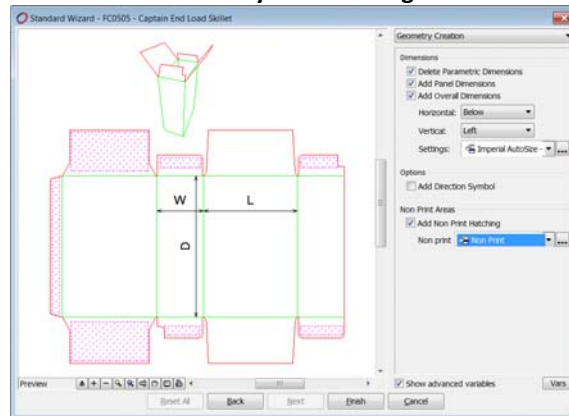 Standard Wizard - FC0505 - Captain End Load Skillet
Geometry Creation
Dimensions
Delete Parametric Dimensions
Add Panel Dimensions
Add Overall Dimensions
Horizontal: Below
Vertical: Left
Settings: Imperial AutoSize -
Options
Add Direction Symbol
Non Print Areas
Add Non Print Hatching
Non print Non Print
W
L
D
Preview
Show advanced variables
Vars
Reset All
Back
Next
Finish
Cancel